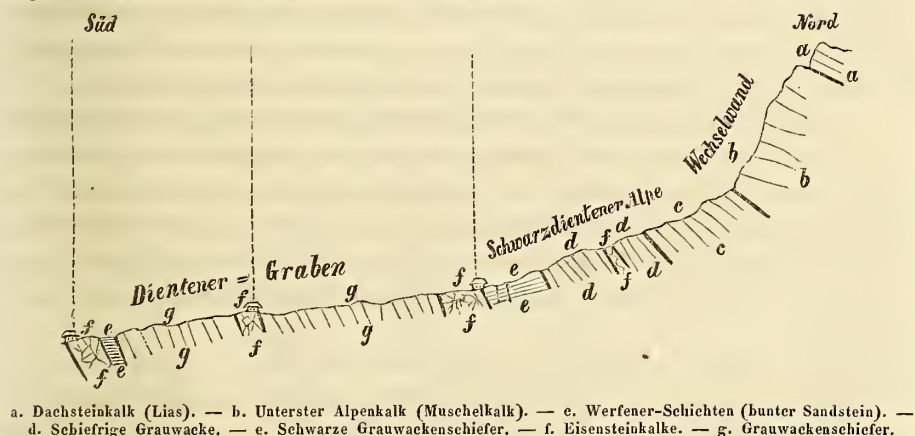 Süd
Nord
a
a
Wechselwand
b
b
Schwarzdientener Alpe
c
c
d
f
d
d
f
d
e
e
f
f
Dientener = Graben
g
g
f
f
g
g
f
e
f
e
a. Dachsteinkalk (Lias). — b. Unterster Alpenkalk (Muschelkalk). — c. Werfener-Schichten (bunter Sandstein). —
d. Schiefrige Grauwacke. — e. Schwarze Grauwackenschiefer. — f. Eisensteinkalke. — g. Grauwackenschiefer.